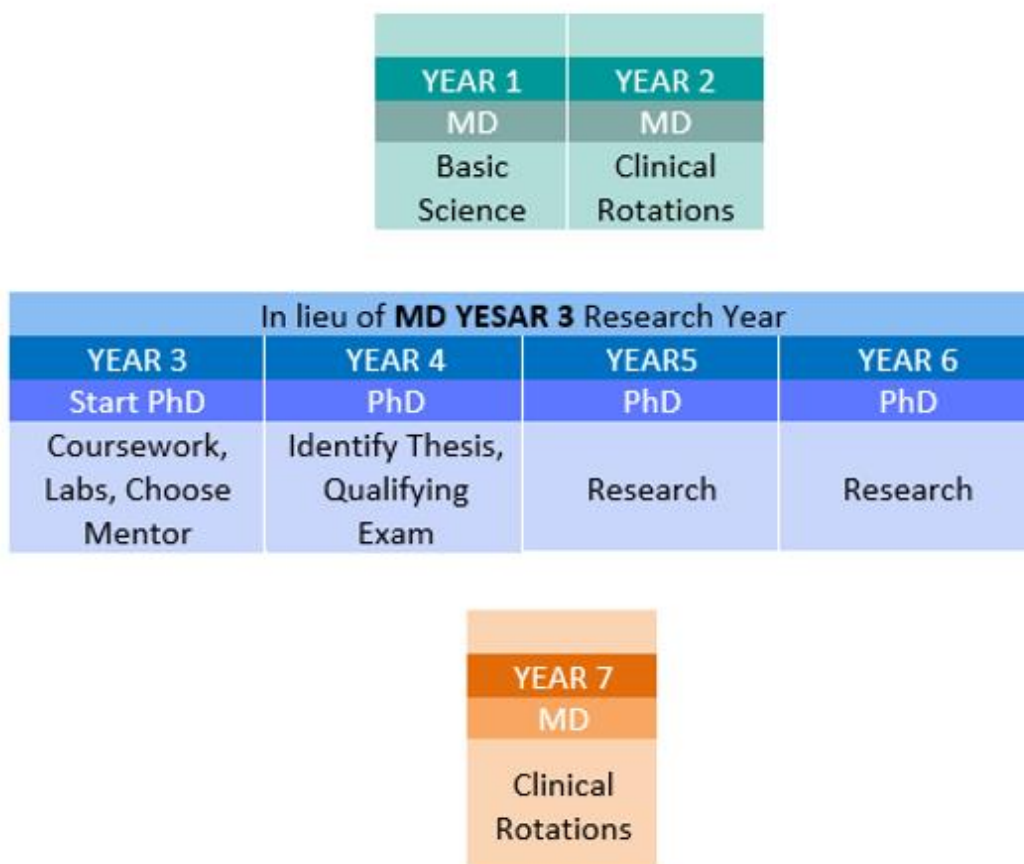 YEAR 1 YEAR 2
MD MD
Basic Clinical
Science Rotations
In lieu of MD YESAR 3 Research Year
YEAR 3 YEAR 4 YEAR5 YEAR 6
Start PhD PhD PhD PhD
Coursework,
Labs, Choose
Mentor
Identify Thesis,
Qualifying
Exam
Research
Research
YEAR 7
MD
Clinical
Rotations